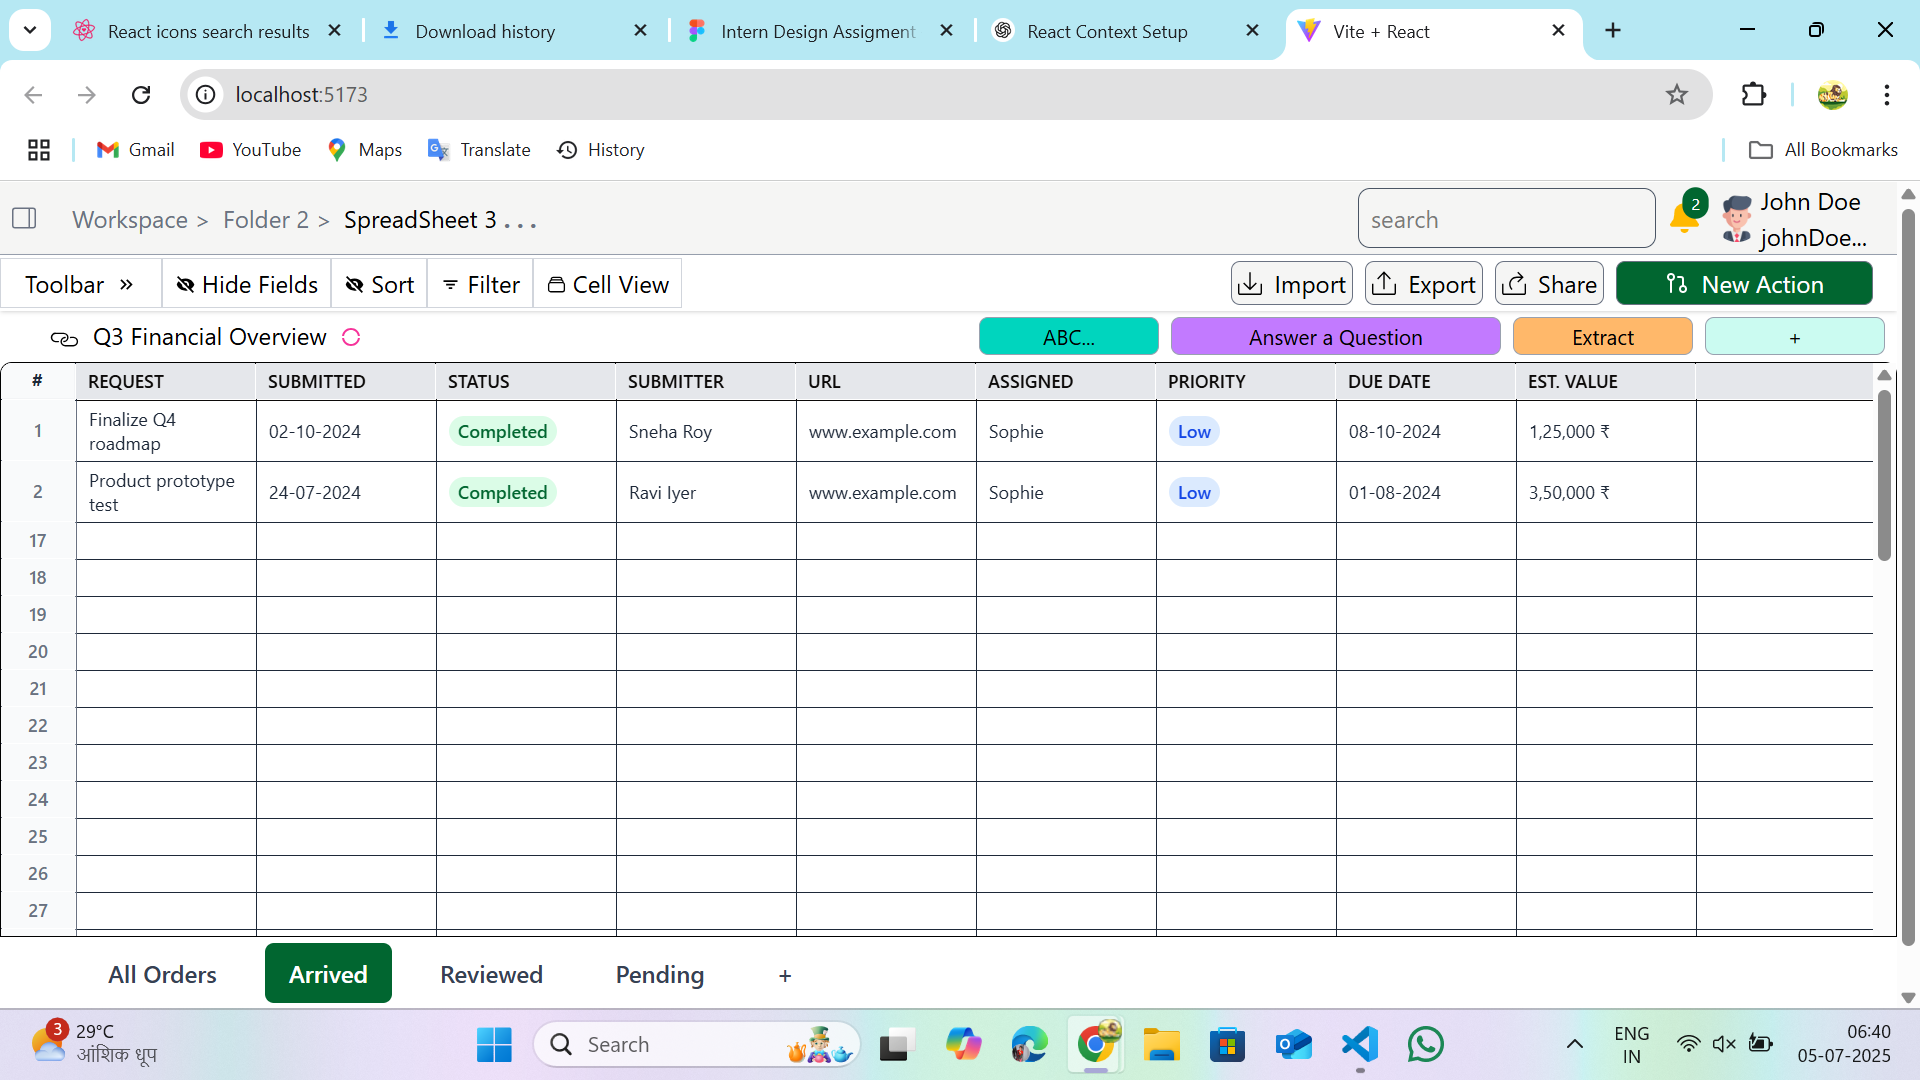 React icons search results
Download history
Intern Design Assigment
React Context Setup
Vite + React
localhost:5173
Gmail
YouTube
Maps
Translate
History
All Bookmarks
Workspace > Folder 2 > SpreadSheet 3 ...
search
2
John Doe
johnDoe...
Toolbar »
Hide Fields
Sort
Filter
Cell View
Import
Export
Share
New Action
Q3 Financial Overview
ABC...
Answer a Question
Extract
+
# REQUEST SUBMITTED STATUS SUBMITTER URL ASSIGNED PRIORITY DUE DATE EST. VALUE
1 Finalize Q4 roadmap 02-10-2024 Completed Sneha Roy www.example.com Sophie Low 08-10-2024 1,25,000 ₹
2 Product prototype test 24-07-2024 Completed Ravi Iyer www.example.com Sophie Low 01-08-2024 3,50,000 ₹
17
18
19
20
21
22
23
24
25
26
27
All Orders
Arrived
Reviewed
Pending
+
3
29°C
आंशिक धूप
Search
ENG
IN
06:40
05-07-2025